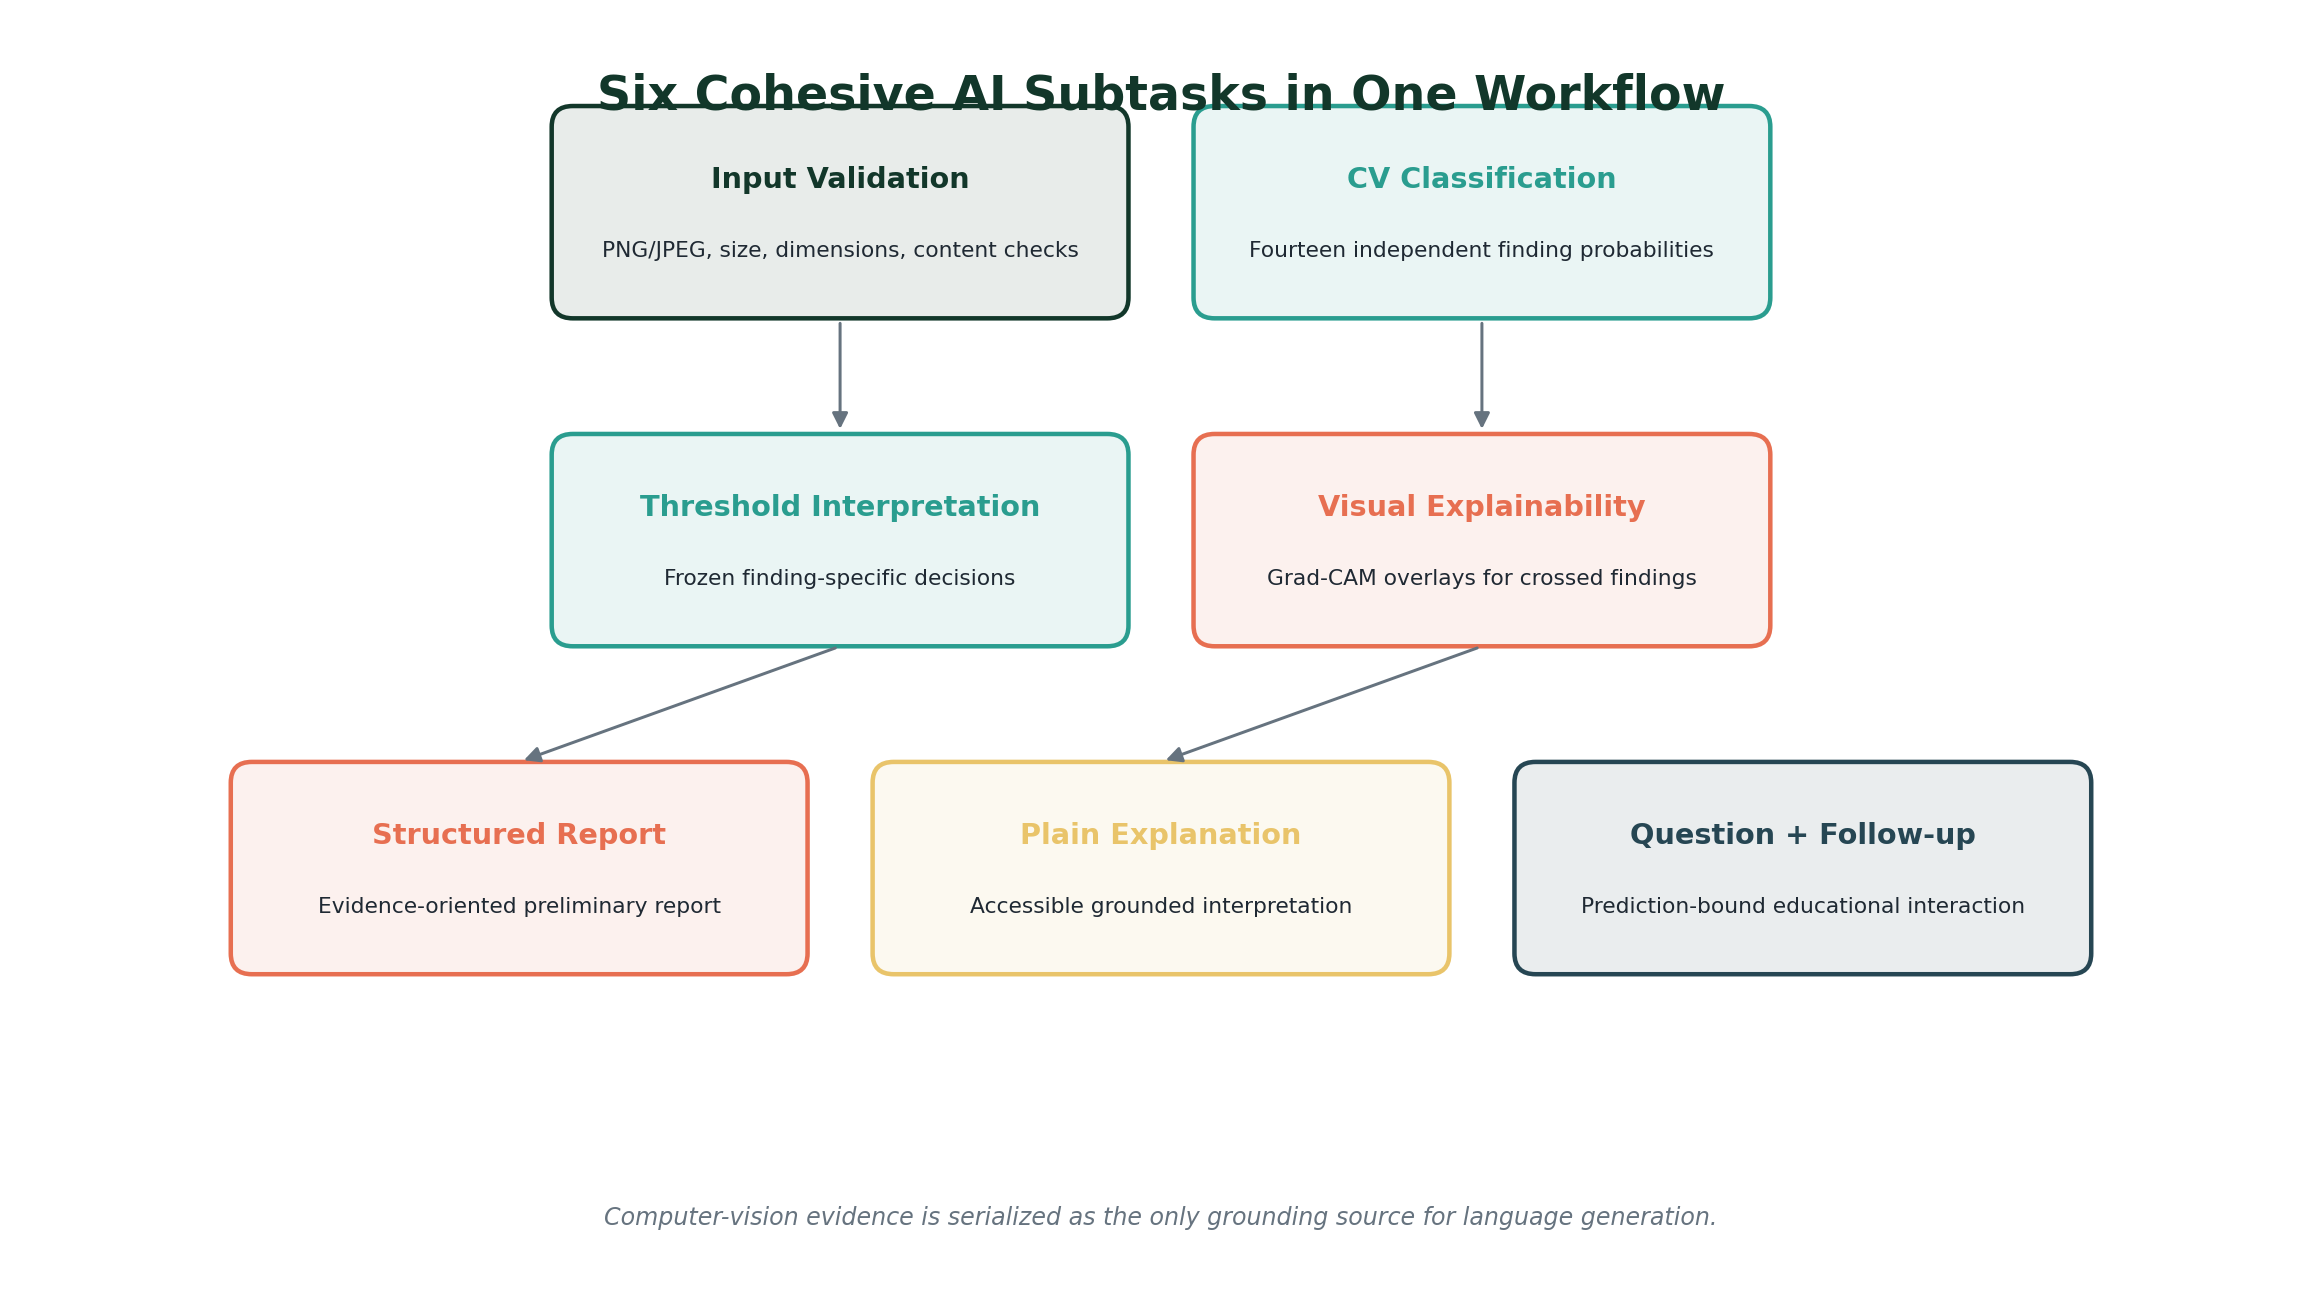 Six Cohesive AI Subtasks in One Workflow
Input Validation
PNG/JPEG, size, dimensions, content checks
CV Classification
Fourteen independent finding probabilities
Threshold Interpretation
Frozen finding-specific decisions
Visual Explainability
Grad-CAM overlays for crossed findings
Structured Report
Evidence-oriented preliminary report
Plain Explanation
Accessible grounded interpretation
Question + Follow-up
Prediction-bound educational interaction
Computer-vision evidence is serialized as the only grounding source for language generation.